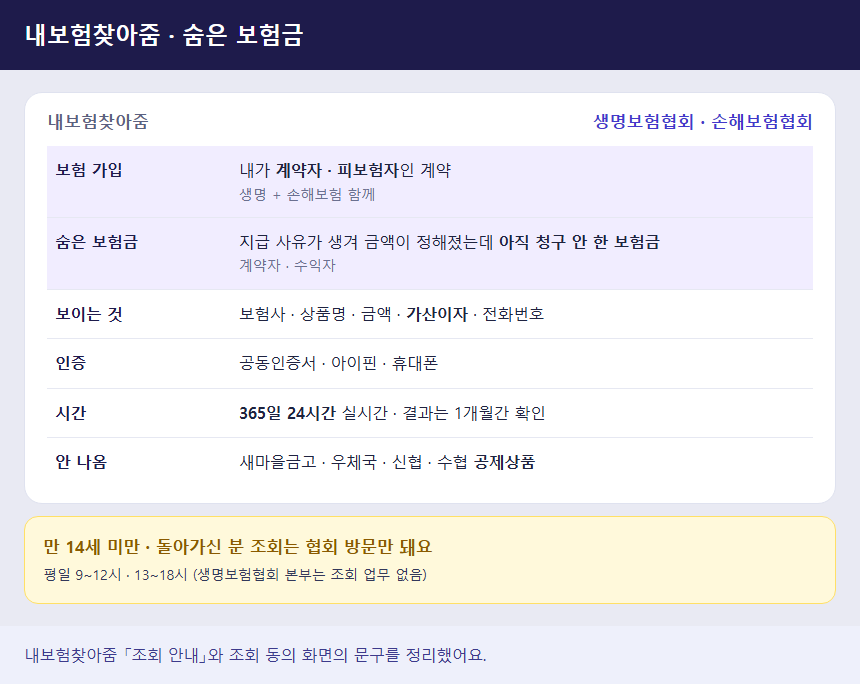 내보험찾아줌 · 숨은 보험금
내보험찾아줌
생명보험협회 · 손해보험협회
보험 가입
내가 계약자 · 피보험자인 계약
생명 + 손해보험 함께
숨은 보험금
지급 사유가 생겨 금액이 정해졌는데 아직 청구 안 한 보험금
계약자 · 수익자
보이는 것
보험사 · 상품명 · 금액 · 가산이자 · 전화번호
인증
공동인증서 · 아이핀 · 휴대폰
시간
365일 24시간 실시간 · 결과는 1개월간 확인
안 나옴
새마을금고 · 우체국 · 신협 · 수협 공제상품
만 14세 미만 · 돌아가신 분 조회는 협회 방문만 돼요
평일 9~12시 · 13~18시 (생명보험협회 본부는 조회 업무 없음)
내보험찾아줌 「조회 안내」와 조회 동의 화면의 문구를 정리했어요.